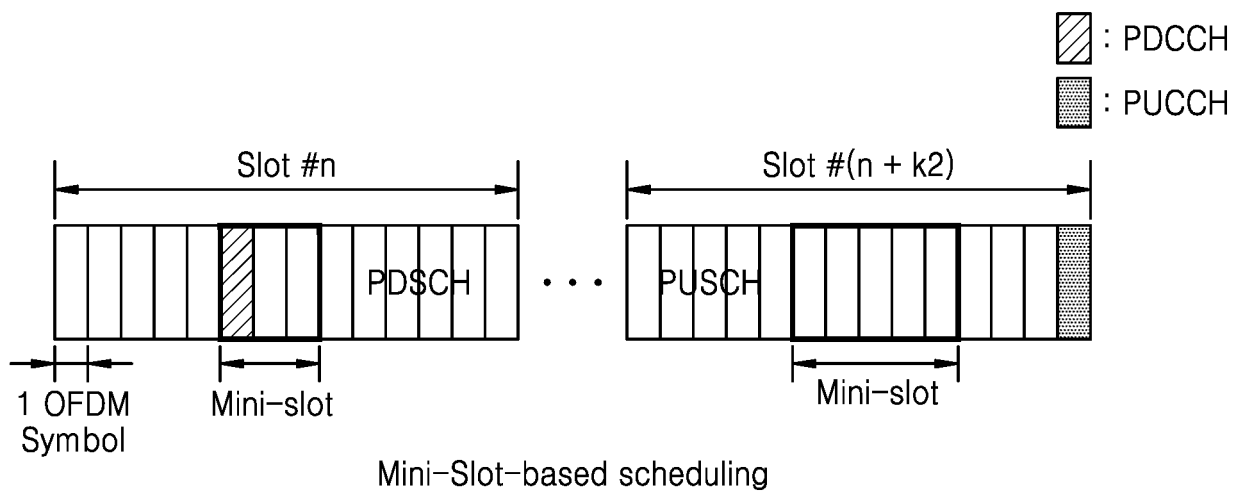 : PDCCH
: PUCCH
Slot #n
Slot #(n + k2)
PDSCH
PUSCH
1 OFDM
Symbol
Mini-slot
Mini-slot
Mini-Slot-based scheduling